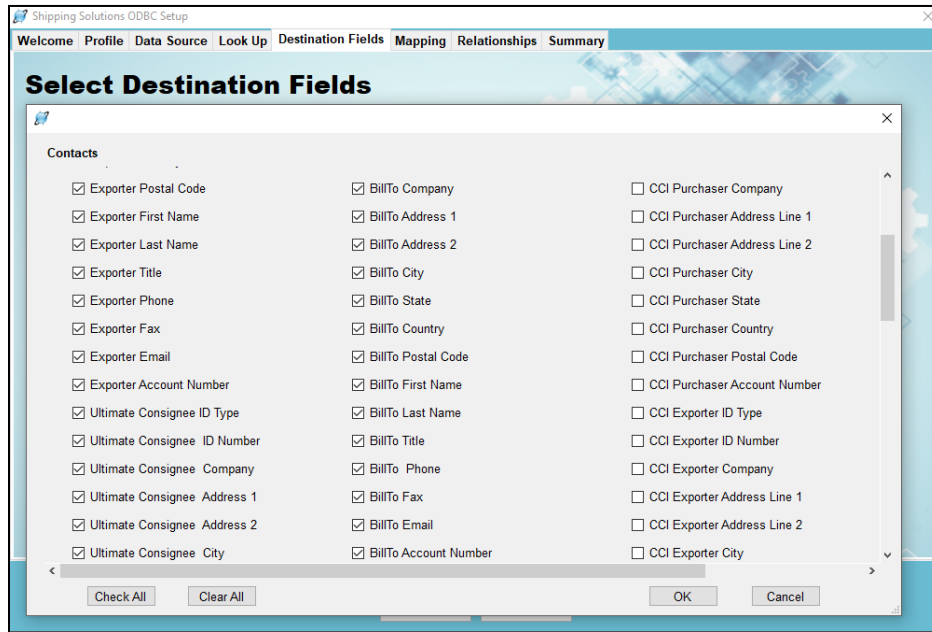 Shipping Solutions ODBC Setup
Welcome Profile Data Source Look Up Destination Fields Mapping Relationships Summary
Select Destination Fields
Contacts
Exporter Postal Code BillTo Company CCI Purchaser Company
Exporter First Name BillTo Address 1 CCI Purchaser Address Line 1
Exporter Last Name BillTo Address 2 CCI Purchaser Address Line 2
Exporter Title BillTo City CCI Purchaser City
Exporter Phone BillTo State CCI Purchaser State
Exporter Fax BillTo Country CCI Purchaser Country
Exporter Email BillTo Postal Code CCI Purchaser Postal Code
Exporter Account Number BillTo First Name CCI Purchaser Account Number
Ultimate Consignee ID Type BillTo Last Name CCI Exporter ID Type
Ultimate Consignee ID Number BillTo Title CCI Exporter ID Number
Ultimate Consignee Company BillTo Phone CCI Exporter Company
Ultimate Consignee Address 1 BillTo Fax CCI Exporter Address Line 1
Ultimate Consignee Address 2 BillTo Email CCI Exporter Address Line 2
Ultimate Consignee City BillTo Account Number CCI Exporter City
Check All Clear All OK Cancel